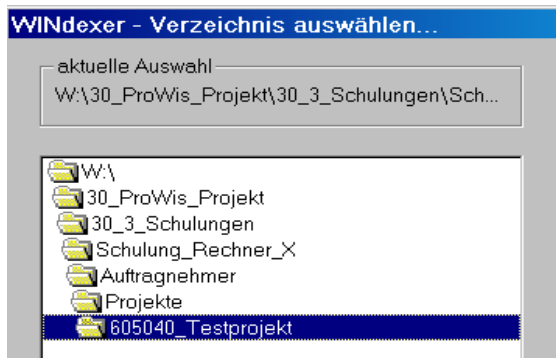 WINdexer - Verzeichnis auswählen...
aktuelle Auswahl
W:\30_ProWis_Projekt\30_3_Schulungen\Sch...
W:\
30_ProWis_Projekt
30_3_Schulungen
Schulung_Rechner_X
Auftragnehmer
Projekte
605040_Testprojekt